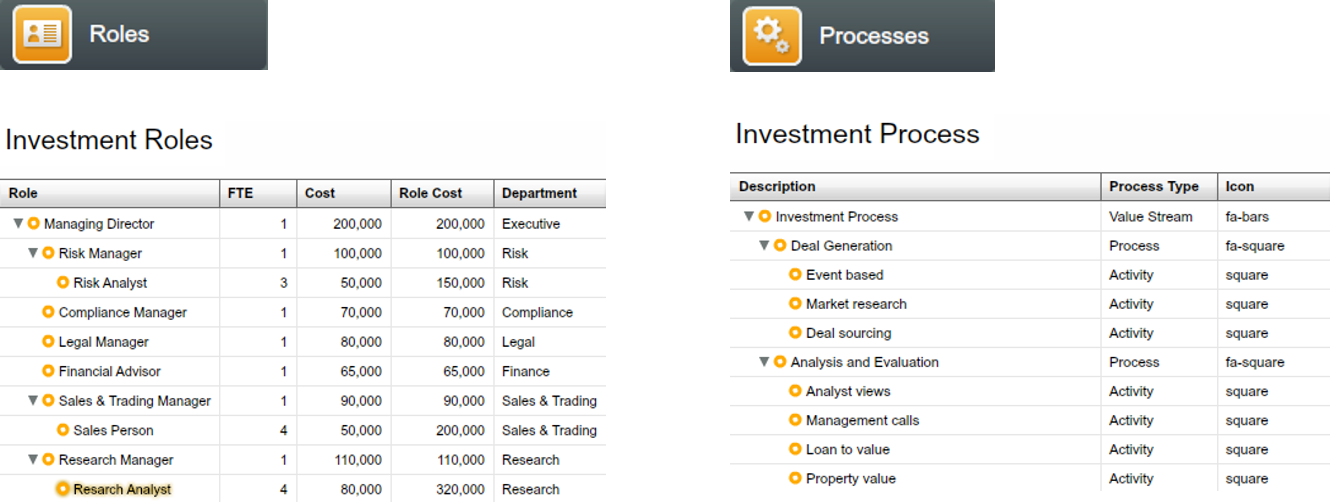 Roles
Investment Roles
Role FTE Cost Role Cost Department
Managing Director 1 200,000 200,000 Executive
Risk Manager 1 100,000 100,000 Risk
Risk Analyst 3 50,000 150,000 Risk
Compliance Manager 1 70,000 70,000 Compliance
Legal Manager 1 80,000 80,000 Legal
Financial Advisor 1 65,000 65,000 Finance
Sales & Trading Manager 1 90,000 90,000 Sales & Trading
Sales Person 4 50,000 200,000 Sales & Trading
Research Manager 1 110,000 110,000 Research
Resarch Analyst 4 80,000 320,000 Research
Processes
Investment Process
Description Process Type Icon
Investment Process Value Stream fa-bars
Deal Generation Process fa-square
Event based Activity square
Market research Activity square
Deal sourcing Activity square
Analysis and Evaluation Process fa-square
Analyst views Activity square
Management calls Activity square
Loan to value Activity square
Property value Activity square